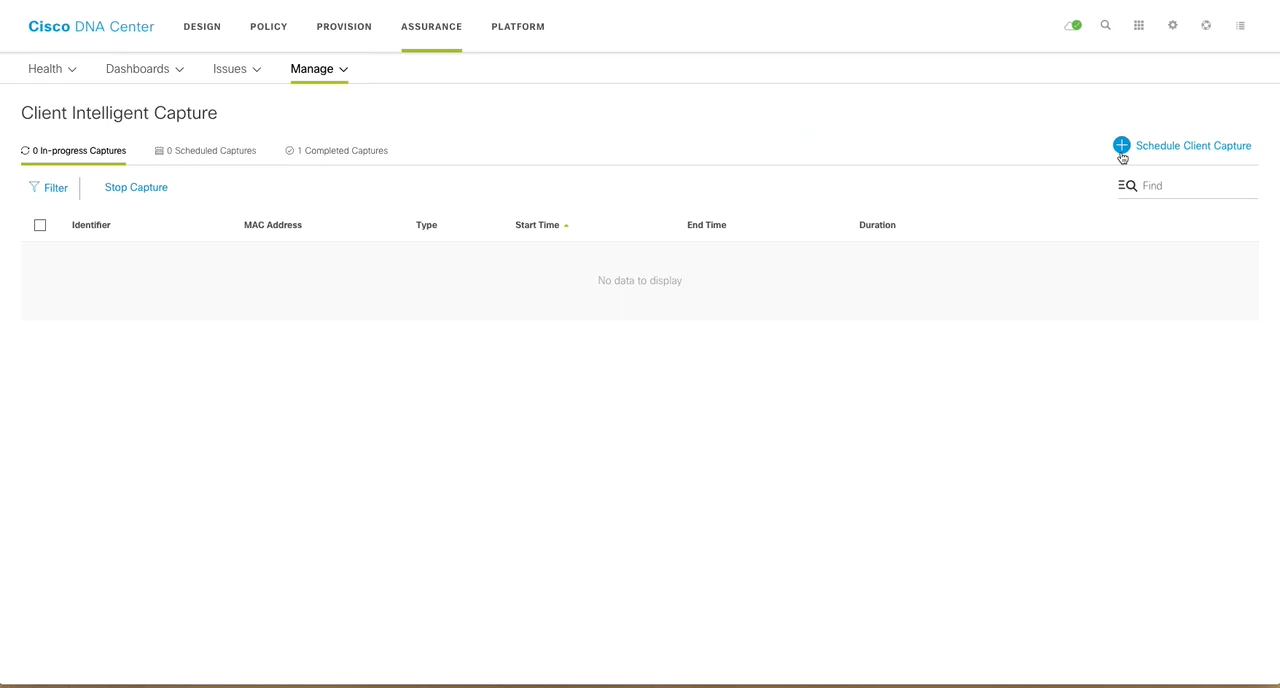 Cisco DNA Center DESIGN POLICY PROVISION ASSURANCE PLATFORM
Health Dashboards Issues Manage
Client Intelligent Capture
0 In-progress Captures 0 Scheduled Captures 1 Completed Captures Schedule Client Capture
Filter Stop Capture Find
Identifier MAC Address Type Start Time End Time Duration
No data to display